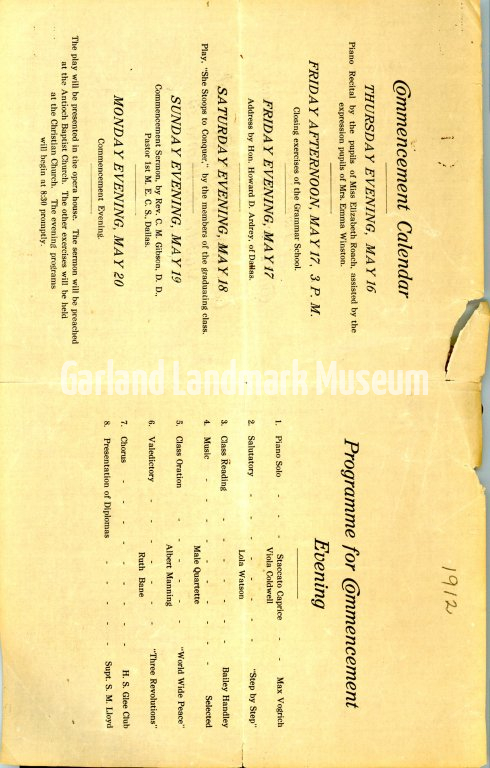 Commencement Calendar
THURSDAY EVENING, MAY 16
Piano Recital by the pupils of Miss Elizabeth Roach, assisted by the
expression pupils of Mrs. Emma Winston.
FRIDAY AFTERNOON, MAY 17, 3 P. M.
Closing exercises of the Grammar School.
FRIDAY EVENING, MAY 17
Address by Hon. Howard D. Ardrey, of Dallas.
SATURDAY EVENING, MAY 18
Play, "She Stoops to Conquer," by the members of the graduating class.
SUNDAY EVENING, MAY 19
Commencement Sermon, by Rev. C. M. Gibson, D. D.,
Pastor 1st M. E. C. S., Dallas.
MONDAY EVENING, MAY 20
Commencement Evening.
The play will be presented in the opera house. The sermon will be preached
at the Antioch Baptist Church. The other exercises will be held
at the Christian Church. The evening programs
will begin at 8:30 promptly.
Garland Landmark Museum
1912
Programme for Commencement
Evening
1. Piano Solo - - Staccato Caprice - - Max Vogrich
Viola Coldwell
2. Salutatory - - - - - - "Step by Step"
Lola Watson
3. Class Reading - - - - - - Bailey Handley
4. Music - - - - - - - Selected
Male Quartette
5. Class Oration - - - - - "World Wide Peace"
Albert Manning
6. Valedictory - - - - - "Three Revolutions"
Ruth Bane
7. Chorus - - - - - - H. S. Glee Club
8. Presentation of Diplomas - - - - Supt. S. M. Lloyd